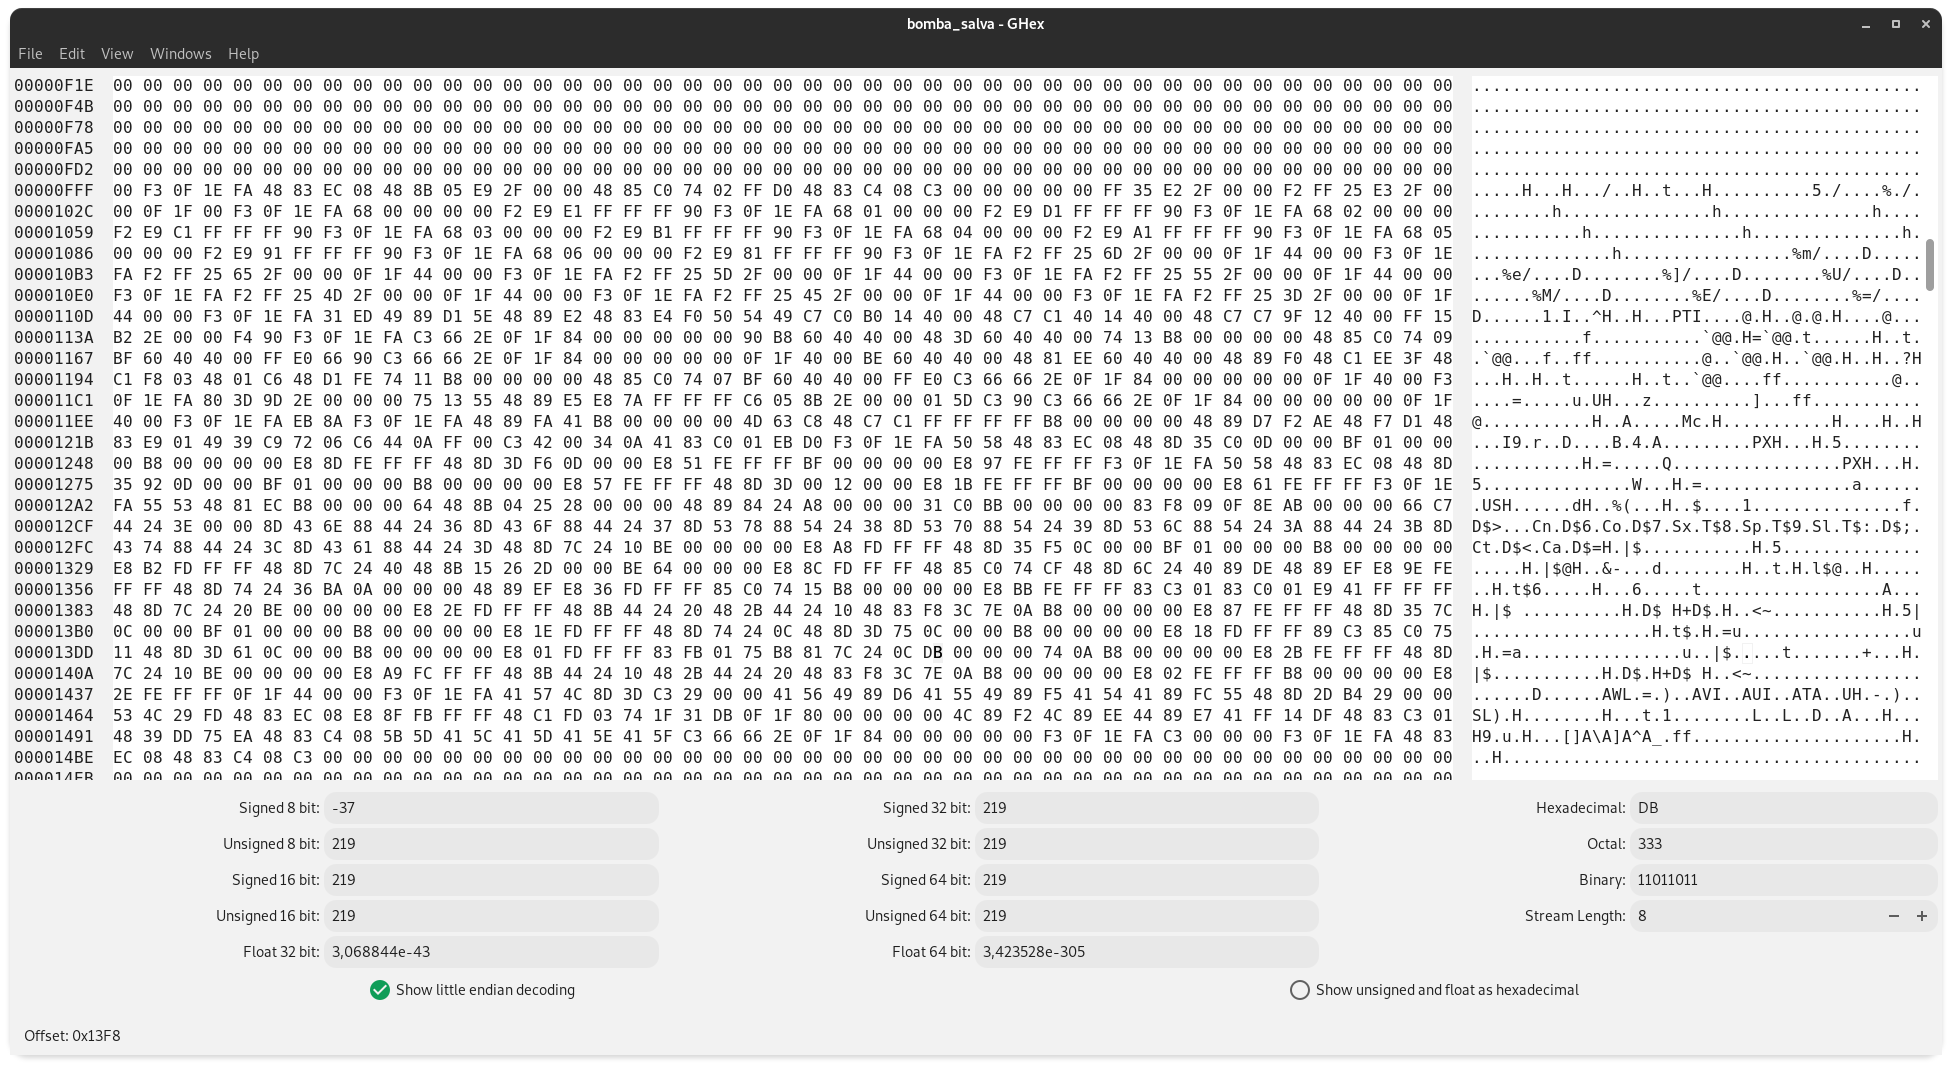 bomba_salva - GHex
File Edit View Windows Help
00000F1E 00 00 00 00 00 00 00 00 00 00 00 00 00 00 00 00 00 00 00 00 00 00 00 00 00 00 00 00 00 00 00 00 00 00 00 00 00 00 00 00 00 00 00 00 00 .............................................
00000F4B 00 00 00 00 00 00 00 00 00 00 00 00 00 00 00 00 00 00 00 00 00 00 00 00 00 00 00 00 00 00 00 00 00 00 00 00 00 00 00 00 00 00 00 00 00 .............................................
00000F78 00 00 00 00 00 00 00 00 00 00 00 00 00 00 00 00 00 00 00 00 00 00 00 00 00 00 00 00 00 00 00 00 00 00 00 00 00 00 00 00 00 00 00 00 00 .............................................
00000FA5 00 00 00 00 00 00 00 00 00 00 00 00 00 00 00 00 00 00 00 00 00 00 00 00 00 00 00 00 00 00 00 00 00 00 00 00 00 00 00 00 00 00 00 00 00 .............................................
00000FD2 00 00 00 00 00 00 00 00 00 00 00 00 00 00 00 00 00 00 00 00 00 00 00 00 00 00 00 00 00 00 00 00 00 00 00 00 00 00 00 00 00 00 00 00 00 .............................................
00000FFF 00 F3 0F 1E FA 48 83 EC 08 48 8B 05 E9 2F 00 00 48 85 C0 74 02 FF D0 48 83 C4 08 C3 00 00 00 00 00 FF 35 E2 2F 00 00 F2 FF 25 E3 2F 00 .....H...H.../..H..t...H..........5./....%./.
0000102C 00 0F 1F 00 F3 0F 1E FA 68 00 00 00 00 F2 E9 E1 FF FF FF 90 F3 0F 1E FA 68 01 00 00 00 F2 E9 D1 FF FF FF 90 F3 0F 1E FA 68 02 00 00 00 ........h...............h...............h....
00001059 F2 E9 C1 FF FF FF 90 F3 0F 1E FA 68 03 00 00 00 F2 E9 B1 FF FF FF 90 F3 0F 1E FA 68 04 00 00 00 F2 E9 A1 FF FF FF 90 F3 0F 1E FA 68 05 ...........h...............h...............h.
00001086 00 00 00 F2 E9 91 FF FF FF 90 F3 0F 1E FA 68 06 00 00 00 F2 E9 81 FF FF FF 90 F3 0F 1E FA F2 FF 25 6D 2F 00 00 0F 1F 44 00 00 F3 0F 1E ..............h.................%m/....D.....
000010B3 FA F2 FF 25 65 2F 00 00 0F 1F 44 00 00 F3 0F 1E FA F2 FF 25 5D 2F 00 00 0F 1F 44 00 00 F3 0F 1E FA F2 FF 25 55 2F 00 00 0F 1F 44 00 00 ...%e/....D........%]/....D........%U/....D..
000010E0 F3 0F 1E FA F2 FF 25 4D 2F 00 00 0F 1F 44 00 00 F3 0F 1E FA F2 FF 25 45 2F 00 00 0F 1F 44 00 00 F3 0F 1E FA F2 FF 25 3D 2F 00 00 0F 1F ......%M/....D........%E/....D........%=/....
0000110D 44 00 00 F3 0F 1E FA 31 ED 49 89 D1 5E 48 89 E2 48 83 E4 F0 50 54 49 C7 C0 B0 14 40 00 48 C7 C1 40 14 40 00 48 C7 C7 9F 12 40 00 FF 15 D......1.I..^H..H...PTI....@.H..@.@.H....@...
0000113A B2 2E 00 00 F4 90 F3 0F 1E FA C3 66 2E 0F 1F 84 00 00 00 00 00 90 B8 60 40 40 00 48 3D 60 40 40 00 74 13 B8 00 00 00 00 48 85 C0 74 09 ...........f...........`@@.H=`@@.t......H..t.
00001167 BF 60 40 40 00 FF E0 66 90 C3 66 66 2E 0F 1F 84 00 00 00 00 00 0F 1F 40 00 BE 60 40 40 00 48 81 EE 60 40 40 00 48 89 F0 48 C1 EE 3F 48 .`@@...f..ff...........@..`@@.H..`@@.H..H..?H
00001194 C1 F8 03 48 01 C6 48 D1 FE 74 11 B8 00 00 00 00 48 85 C0 74 07 BF 60 40 40 00 FF E0 C3 66 66 2E 0F 1F 84 00 00 00 00 00 0F 1F 40 00 F3 ...H..H..t......H..t..`@@....ff...........@..
000011C1 0F 1E FA 80 3D 9D 2E 00 00 00 75 13 55 48 89 E5 E8 7A FF FF FF C6 05 8B 2E 00 00 01 5D C3 90 C3 66 66 2E 0F 1F 84 00 00 00 00 00 0F 1F ....=.....u.UH...z..........]...ff...........
000011EE 40 00 F3 0F 1E FA EB 8A F3 0F 1E FA 48 89 FA 41 B8 00 00 00 00 4D 63 C8 48 C7 C1 FF FF FF FF B8 00 00 00 00 48 89 D7 F2 AE 48 F7 D1 48 @...........H..A.....Mc.H...........H....H..H
0000121B 83 E9 01 49 39 C9 72 06 C6 44 0A FF 00 C3 42 00 34 0A 41 83 C0 01 EB D0 F3 0F 1E FA 50 58 48 83 EC 08 48 8D 35 C0 0D 00 00 BF 01 00 00 ...I9.r..D....B.4.A.........PXH...H.5........
00001248 00 B8 00 00 00 00 E8 8D FE FF FF 48 8D 3D F6 0D 00 00 E8 51 FE FF FF BF 00 00 00 00 E8 97 FE FF FF F3 0F 1E FA 50 58 48 83 EC 08 48 8D ...........H.=.....Q.................PXH...H.
00001275 35 92 0D 00 00 BF 01 00 00 00 B8 00 00 00 00 E8 57 FE FF FF 48 8D 3D 00 12 00 00 E8 1B FE FF FF BF 00 00 00 00 E8 61 FE FF FF F3 0F 1E 5...............W...H.=...............a......
000012A2 FA 55 53 48 81 EC B8 00 00 00 64 48 8B 04 25 28 00 00 00 48 89 84 24 A8 00 00 00 31 C0 BB 00 00 00 00 83 F8 09 0F 8E AB 00 00 00 66 C7 .USH......dH..%(...H..$....1...............f.
000012CF 44 24 3E 00 00 8D 43 6E 88 44 24 36 8D 43 6F 88 44 24 37 8D 53 78 88 54 24 38 8D 53 70 88 54 24 39 8D 53 6C 88 54 24 3A 88 44 24 3B 8D D$>...Cn.D$6.Co.D$7.Sx.T$8.Sp.T$9.Sl.T$:.D$;.
000012FC 43 74 88 44 24 3C 8D 43 61 88 44 24 3D 48 8D 7C 24 10 BE 00 00 00 00 E8 A8 FD FF FF 48 8D 35 F5 0C 00 00 BF 01 00 00 00 B8 00 00 00 00 Ct.D$<.Ca.D$=H.|$...........H.5..............
00001329 E8 B2 FD FF FF 48 8D 7C 24 40 48 8B 15 26 2D 00 00 BE 64 00 00 00 E8 8C FD FF FF 48 85 C0 74 CF 48 8D 6C 24 40 89 DE 48 89 EF E8 9E FE .....H.|$@H..&-...d........H..t.H.l$@..H.....
00001356 FF FF 48 8D 74 24 36 BA 0A 00 00 00 48 89 EF E8 36 FD FF FF 85 C0 74 15 B8 00 00 00 00 E8 BB FE FF FF 83 C3 01 83 C0 01 E9 41 FF FF FF ..H.t$6.....H...6.....t..................A...
00001383 48 8D 7C 24 20 BE 00 00 00 00 E8 2E FD FF FF 48 8B 44 24 20 48 2B 44 24 10 48 83 F8 3C 7E 0A B8 00 00 00 00 E8 87 FE FF FF 48 8D 35 7C H.|$ ..........H.D$ H+D$.H..<~...........H.5|
000013B0 0C 00 00 BF 01 00 00 00 B8 00 00 00 00 E8 1E FD FF FF 48 8D 74 24 0C 48 8D 3D 75 0C 00 00 B8 00 00 00 00 E8 18 FD FF FF 89 C3 85 C0 75 ..................H.t$.H.=u.................u
000013DD 11 48 8D 3D 61 0C 00 00 B8 00 00 00 00 E8 01 FD FF FF 83 FB 01 75 B8 81 7C 24 0C DB 00 00 00 74 0A B8 00 00 00 00 E8 2B FE FF FF 48 8D .H.=a................u..|$.....t.......+...H.
0000140A 7C 24 10 BE 00 00 00 00 E8 A9 FC FF FF 48 8B 44 24 10 48 2B 44 24 20 48 83 F8 3C 7E 0A B8 00 00 00 00 E8 02 FE FF FF B8 00 00 00 00 E8 |$...........H.D$.H+D$ H..<~.................
00001437 2E FE FF FF 0F 1F 44 00 00 F3 0F 1E FA 41 57 4C 8D 3D C3 29 00 00 41 56 49 89 D6 41 55 49 89 F5 41 54 41 89 FC 55 48 8D 2D B4 29 00 00 ......D......AWL.=.)..AVI..AUI..ATA..UH.-.)..
00001464 53 4C 29 FD 48 83 EC 08 E8 8F FB FF FF 48 C1 FD 03 74 1F 31 DB 0F 1F 80 00 00 00 00 4C 89 F2 4C 89 EE 44 89 E7 41 FF 14 DF 48 83 C3 01 SL).H........H...t.1........L..L..D..A...H...
00001491 48 39 DD 75 EA 48 83 C4 08 5B 5D 41 5C 41 5D 41 5E 41 5F C3 66 66 2E 0F 1F 84 00 00 00 00 00 F3 0F 1E FA C3 00 00 00 F3 0F 1E FA 48 83 H9.u.H...[]A\A]A^A_.ff.....................H.
000014BE EC 08 48 83 C4 08 C3 00 00 00 00 00 00 00 00 00 00 00 00 00 00 00 00 00 00 00 00 00 00 00 00 00 00 00 00 00 00 00 00 00 00 00 00 00 00 ..H..........................................
000014EB 00 00 00 00 00 00 00 00 00 00 00 00 00 00 00 00 00 00 00 00 00 00 00 00 00 00 00 00 00 00 00 00 00 00 00 00 00 00 00 00 00 00 00 00 00
Signed 8 bit: -37 Signed 32 bit: 219 Hexadecimal: DB
Unsigned 8 bit: 219 Unsigned 32 bit: 219 Octal: 333
Signed 16 bit: 219 Signed 64 bit: 219 Binary: 11011011
Unsigned 16 bit: 219 Unsigned 64 bit: 219 Stream Length: 8
Float 32 bit: 3,068844e-43 Float 64 bit: 3,423528e-305
Show little endian decoding Show unsigned and float as hexadecimal
Offset: 0x13F8